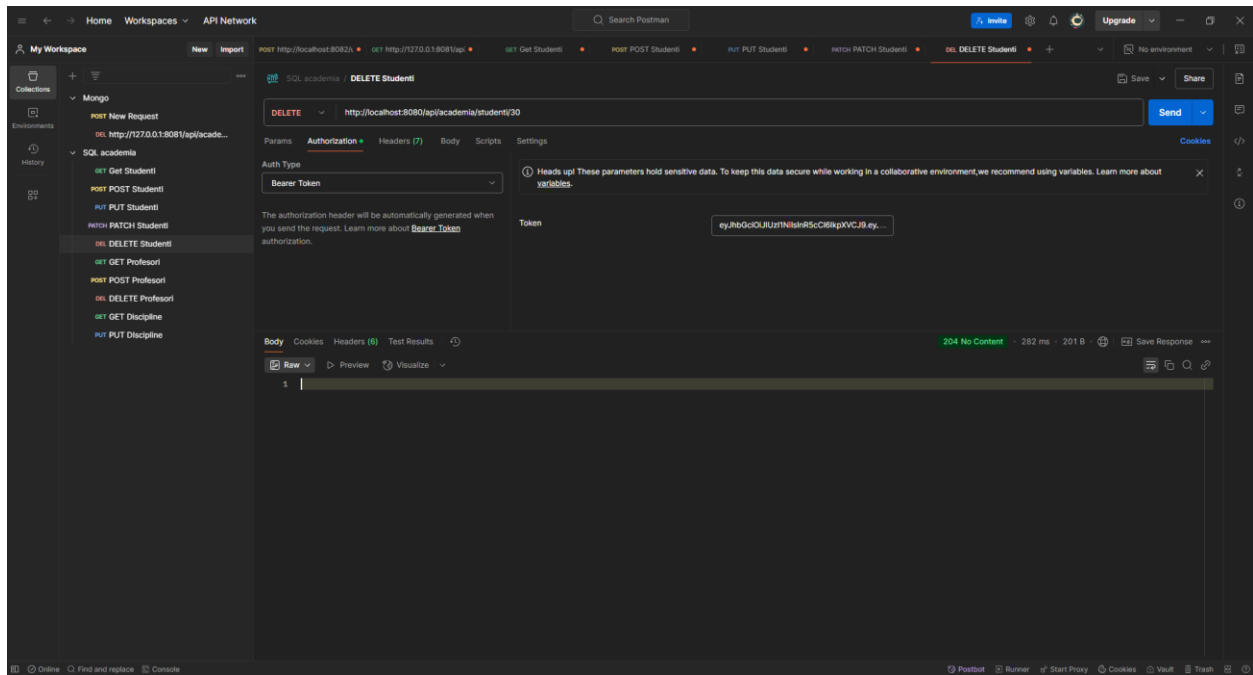 Home Workspaces API Network Search Postman Invite Upgrade
My Workspace New Import POST http://localhost:8082/ GET http://127.0.0.1:8081/api GET Get Studenti POST POST Studenti PUT PUT Studenti PATCH PATCH Studenti DEL DELETE Studenti No environment
Collections
Environments
History
Mongo
POST New Request
DEL http://127.0.0.1:8081/api/acade...
SQL academia
GET Get Studenti
POST POST Studenti
PUT PUT Studenti
PATCH PATCH Studenti
DEL DELETE Studenti
GET GET Profesori
POST POST Profesori
DEL DELETE Profesori
GET GET Discipline
PUT PUT Discipline
SQL academia / DELETE Studenti Save Share
DELETE http://localhost:8080/api/academia/studenti/30 Send
Params Authorization Headers (7) Body Scripts Settings Cookies
Auth Type
Bearer Token
The authorization header will be automatically generated when
you send the request. Learn more about Bearer Token
authorization.
Heads up! These parameters hold sensitive data. To keep this data secure while working in a collaborative environment,we recommend using variables. Learn more about
variables.
Token
Body Cookies Headers (6) Test Results 204 No Content 282 ms 201 B Save Response
Raw Preview Visualize
1
Online Find and replace Console Postbot Runner Start Proxy Cookies Vault Trash